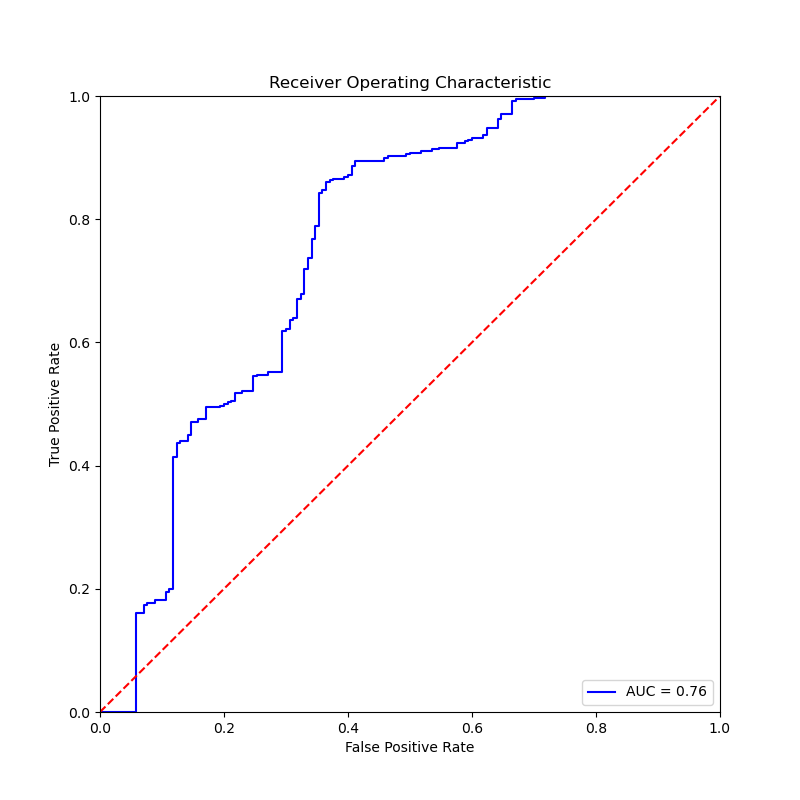 Receiver Operating Characteristic
1.0
0.8
0.6
0.4
0.2
0.0
True Positive Rate
AUC = 0.76
0.0 0.2 0.4 0.6 0.8 1.0
False Positive Rate